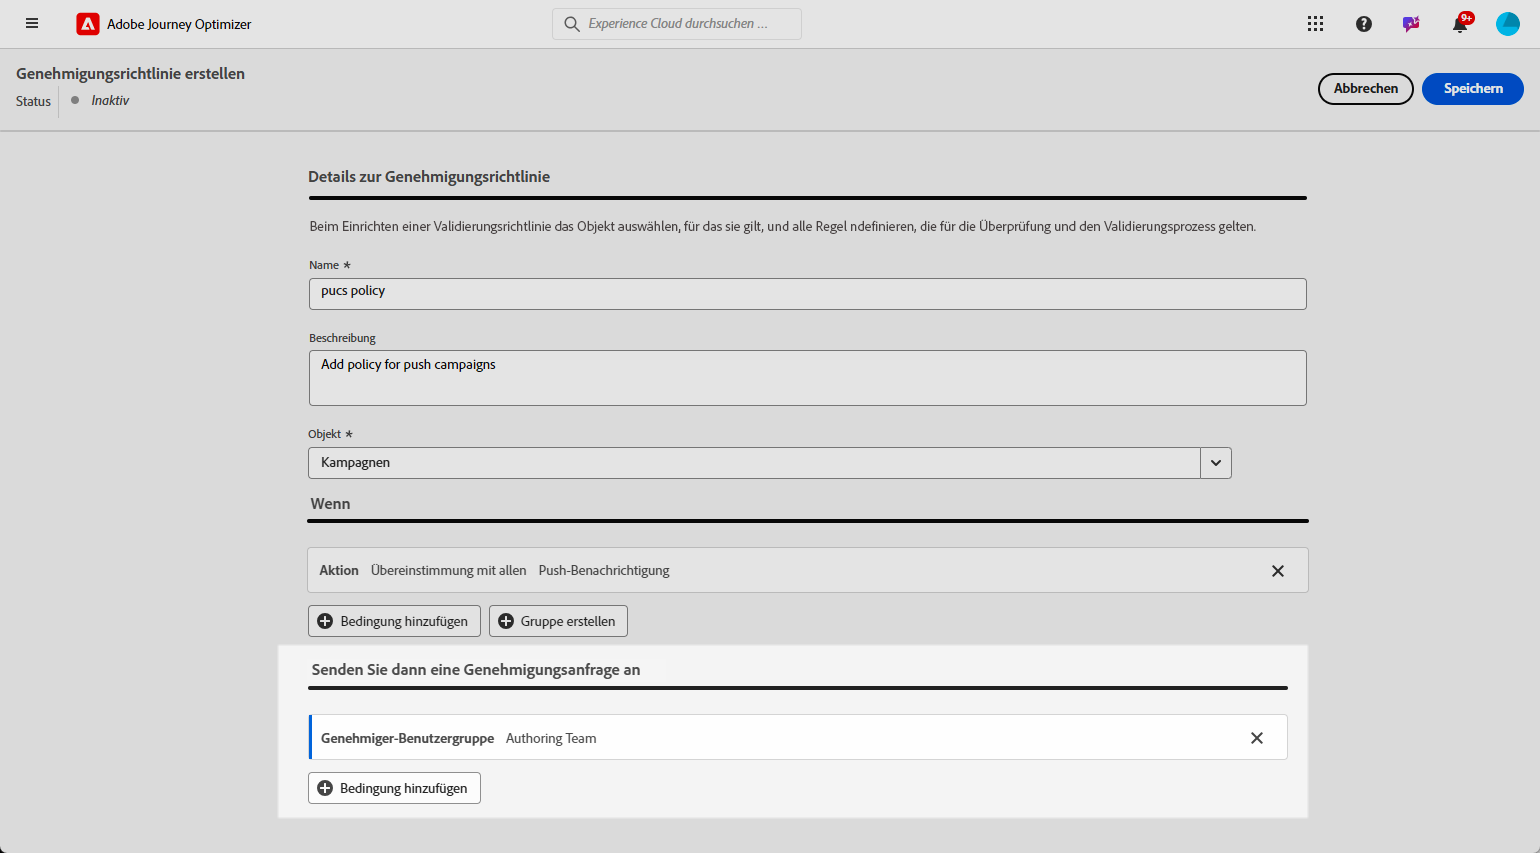 Adobe Journey Optimizer
Experience Cloud durchsuchen ...
9+
Genehmigungsrichtlinie erstellen
Status
Inaktiv
Abbrechen
Speichern
Details zur Genehmigungsrichtlinie
Beim Einrichten einer Validierungsrichtlinie das Objekt auswählen, für das sie gilt, und alle Regel ndefinieren, die für die Überprüfung und den Validierungsprozess gelten.
Name *
pucs policy
Beschreibung
Add policy for push campaigns
Objekt *
Kampagnen
Wenn
Aktion Übereinstimmung mit allen Push-Benachrichtigung
Bedingung hinzufügen
Gruppe erstellen
Senden Sie dann eine Genehmigungsanfrage an
Genehmiger-Benutzergruppe Authoring Team
Bedingung hinzufügen